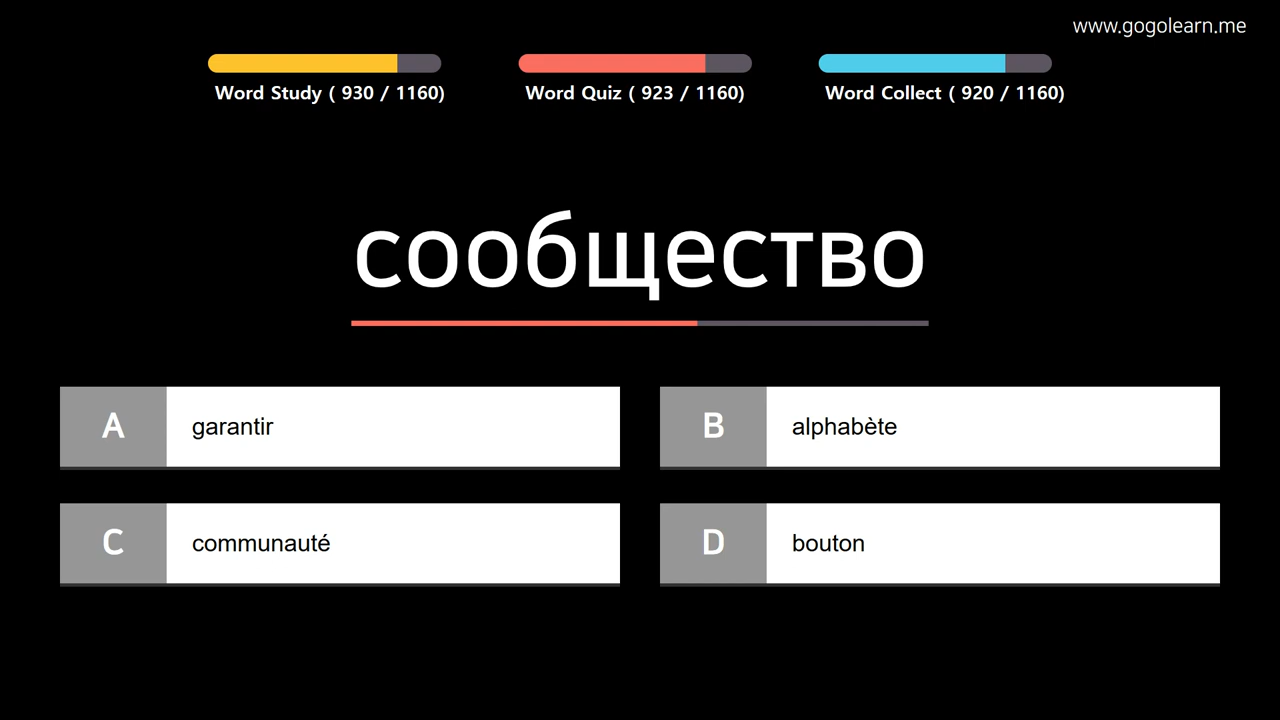 www.gogolearn.me
Word Study ( 930 / 1160)
Word Quiz ( 923 / 1160)
Word Collect ( 920 / 1160)
сообщество
A garantir
B alphabète
C communauté
D bouton